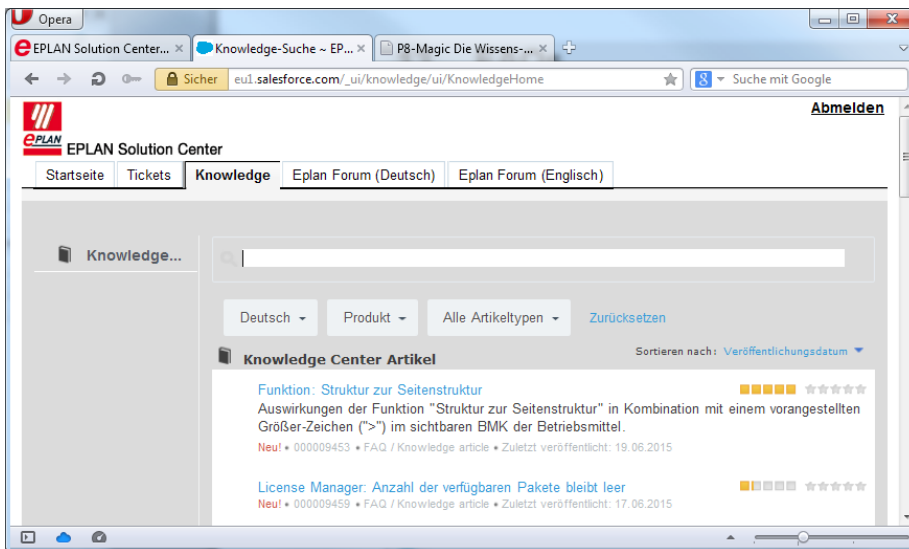 Opera
EPLAN Solution Center...
Knowledge-Suche ~ EP...
P8-Magic Die Wissens-...
Sicher
eu1.salesforce.com/_ui/knowledge/ui/KnowledgeHome
8
Suche mit Google
Abmelden
ePLAN
EPLAN Solution Center
Startseite
Tickets
Knowledge
Eplan Forum (Deutsch)
Eplan Forum (Englisch)
Knowledge...
Deutsch
Produkt
Alle Artikeltypen
Zurücksetzen
Knowledge Center Artikel
Sortieren nach: Veröffentlichungsdatum
Funktion: Struktur zur Seitenstruktur
Auswirkungen der Funktion "Struktur zur Seitenstruktur" in Kombination mit einem vorangestellten
Größer-Zeichen (">") im sichtbaren BMK der Betriebsmittel.
Neu! • 000009453 • FAQ / Knowledge article • Zuletzt veröffentlicht: 19.06.2015
License Manager: Anzahl der verfügbaren Pakete bleibt leer
Neu! • 000009459 • FAQ / Knowledge article • Zuletzt veröffentlicht: 17.06.2015